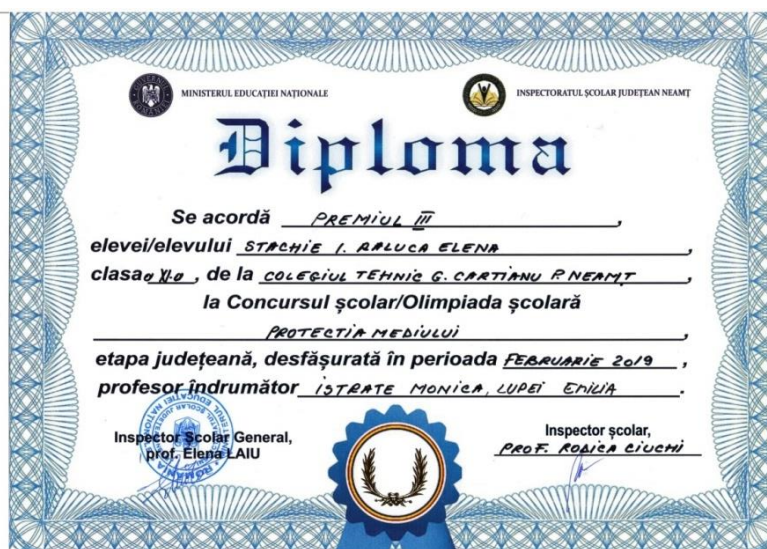 MINISTERUL EDUCAȚIEI NAȚIONALE
INSPECTORATUL ȘCOLAR JUDEȚEAN NEAMȚ
Diploma
Se acordă PREMIUL III,
elevei/elevului STACHIE I. RALUCA ELENA,
clasa a XI-a, de la COLEGIUL TEHNIC G. CARTIANU P. NEAMȚ,
la Concursul școlar/Olimpiada școlară
PROTECTIA MEDIULUI,
etapa județeană, desfășurată în perioada FEBRUARIE 2019,
profesor îndrumător ISTRATE MONICA, LUPEI EMILIA.
Inspector Școlar General,
prof. Elena LAIU
Inspector școlar,
PROF. RODICA CIUCHI